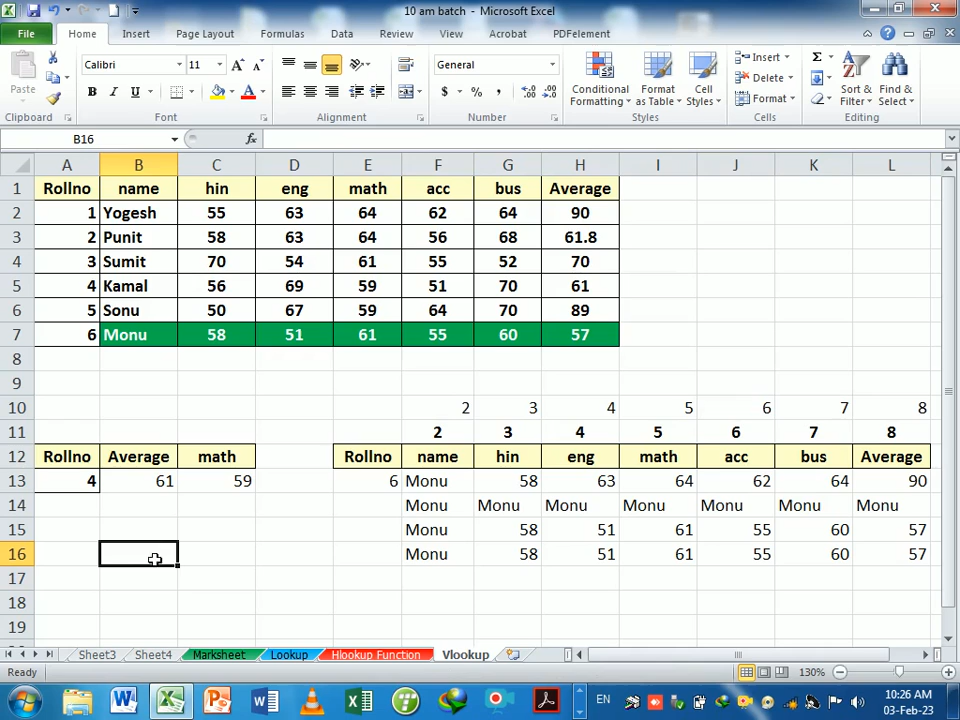 10 am batch - Microsoft Excel
File Home Insert Page Layout Formulas Data Review View Acrobat PDFelement
Paste Calibri 11 General Conditional Formatting Format as Table Cell Styles Insert Delete Format Sort & Filter Find & Select
B I U A $ % , Σ
Clipboard Font Alignment Number Styles Cells Editing
B16 fx
A B C D E F G H I J K L
1 Rollno name hin eng math acc bus Average
2 1 Yogesh 55 63 64 62 64 90
3 2 Punit 58 63 64 56 68 61.8
4 3 Sumit 70 54 61 55 52 70
5 4 Kamal 56 69 59 51 70 61
6 5 Sonu 50 67 59 64 70 89
7 6 Monu 58 51 61 55 60 57
8
9
10 2 3 4 5 6 7 8
11 2 3 4 5 6 7 8
12 Rollno Average math Rollno name hin eng math acc bus Average
13 4 61 59 6 Monu 58 63 64 62 64 90
14 Monu Monu Monu Monu Monu Monu Monu
15 Monu 58 51 61 55 60 57
16 Monu 58 51 61 55 60 57
17
18
19
Sheet3 Sheet4 Marksheet Lookup Hlookup Function Vlookup
Ready 130%
EN 10:26 AM
03-Feb-23